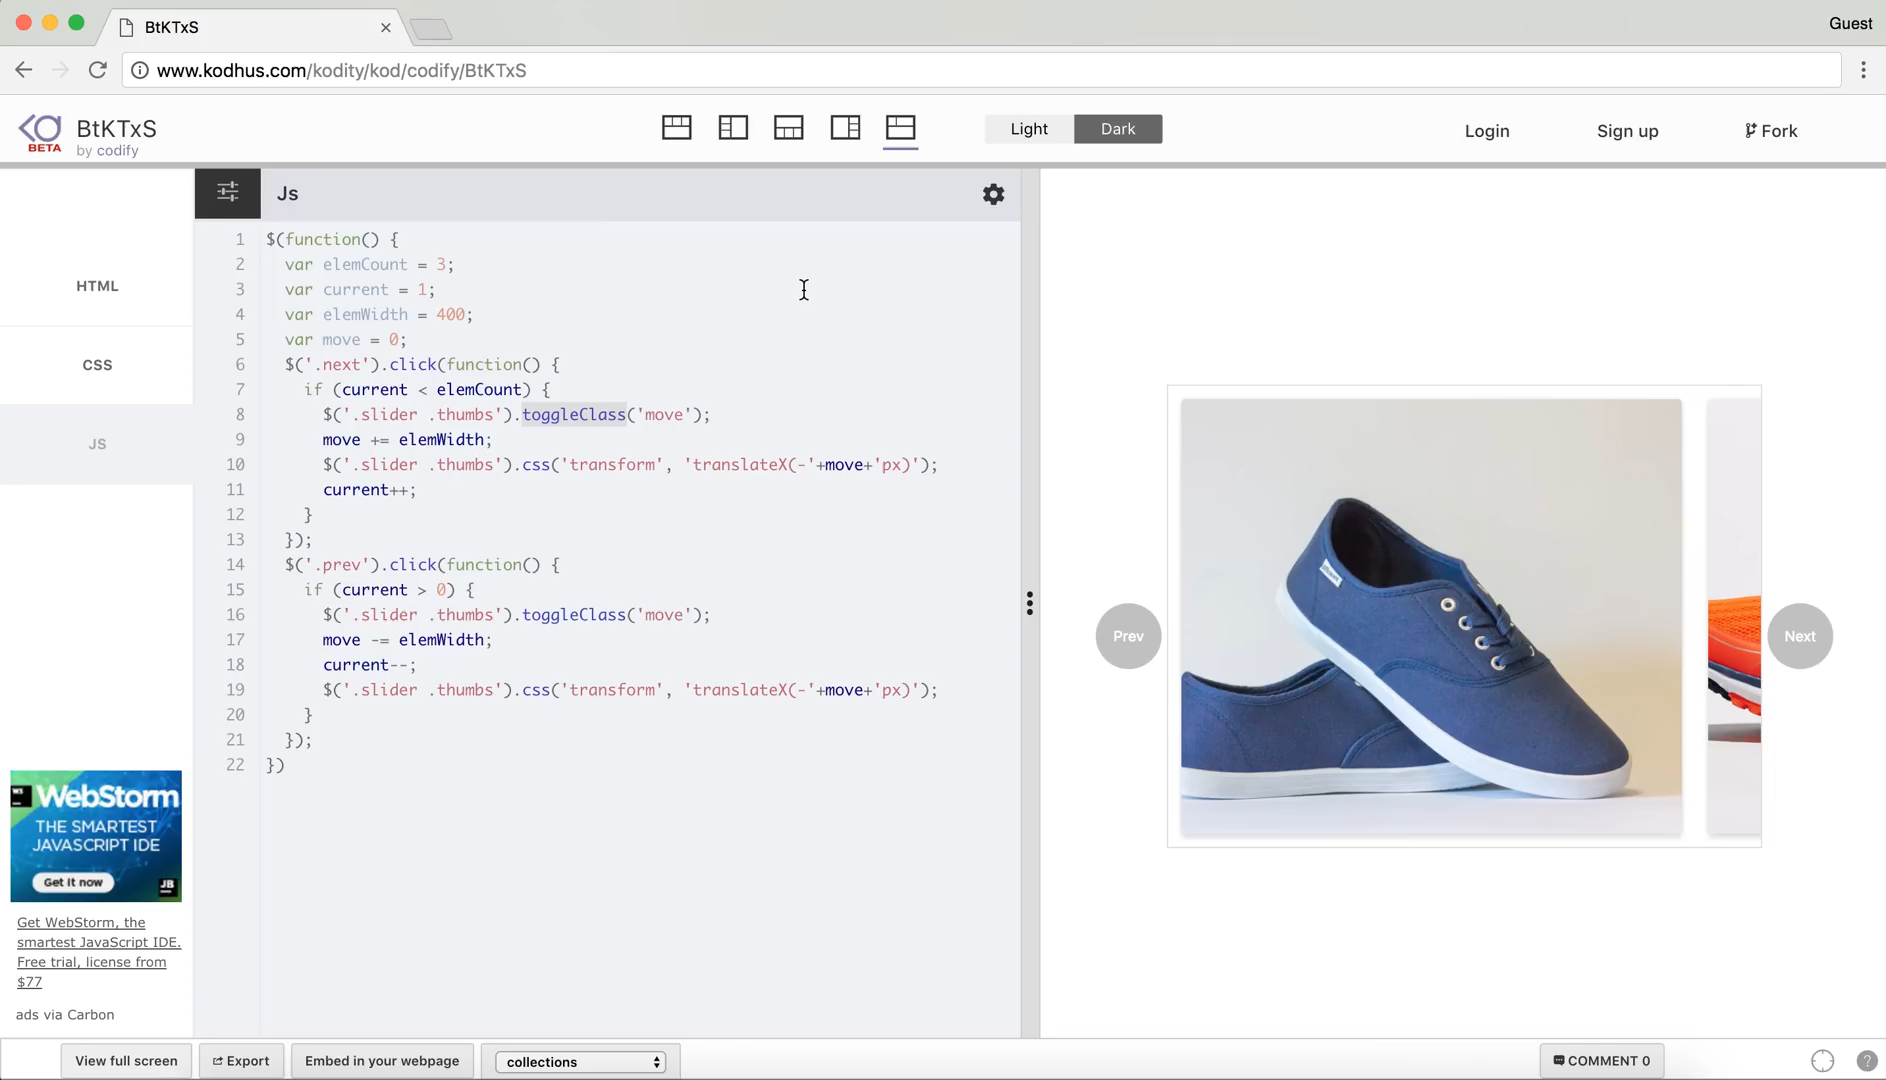 BtKTxS
Guest
www.kodhus.com/kodity/kod/codify/BtKTxS
BETA
BtKTxS
by codify
Light
Dark
Login
Sign up
Fork
HTML
CSS
JS
Js
1 $(function() {
2 var elemCount = 3;
3 var current = 1;
4 var elemWidth = 400;
5 var move = 0;
6 $('.next').click(function() {
7 if (current < elemCount) {
8 $('.slider .thumbs').toggleClass('move');
9 move += elemWidth;
10 $('.slider .thumbs').css('transform', 'translateX(-'+move+'px)');
11 current++;
12 }
13 });
14 $('.prev').click(function() {
15 if (current > 0) {
16 $('.slider .thumbs').toggleClass('move');
17 move -= elemWidth;
18 current--;
19 $('.slider .thumbs').css('transform', 'translateX(-'+move+'px)');
20 }
21 });
22 })
Prev
Next
WS
WebStorm
THE SMARTEST
JAVASCRIPT IDE
Get it now
JB
Get WebStorm, the
smartest JavaScript IDE.
Free trial, license from
$77
ads via Carbon
View full screen
Export
Embed in your webpage
collections
COMMENT 0
?